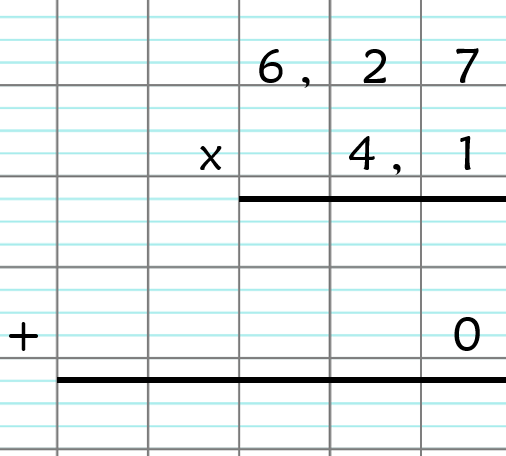 6, 2 7
x 4, 1
+ 0